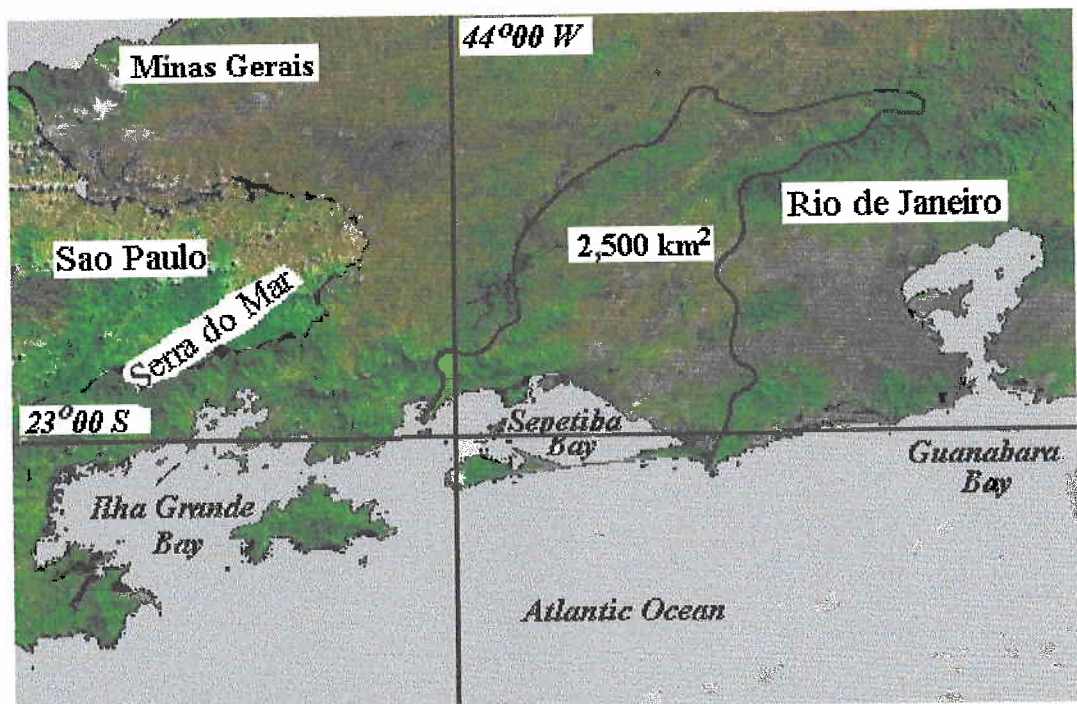 44°00 W
Minas Gerais
Rio de Janeiro
2,500 km²
Sao Paulo
Serra do Mar
23°00 S
Sepetiba
Bay
Guanabara
Bay
Ilha Grande
Bay
Atlantic Ocean